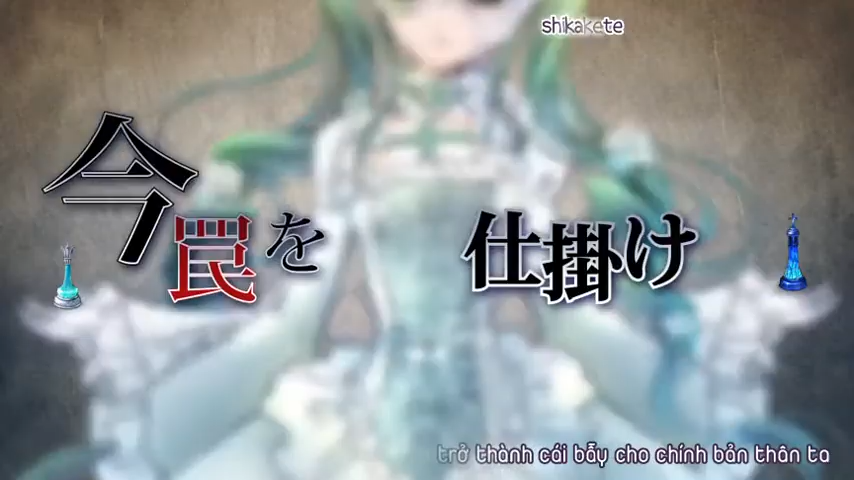 shikakete
今罠を 仕掛け
trở thành cái bẫy cho chính bản thân ta